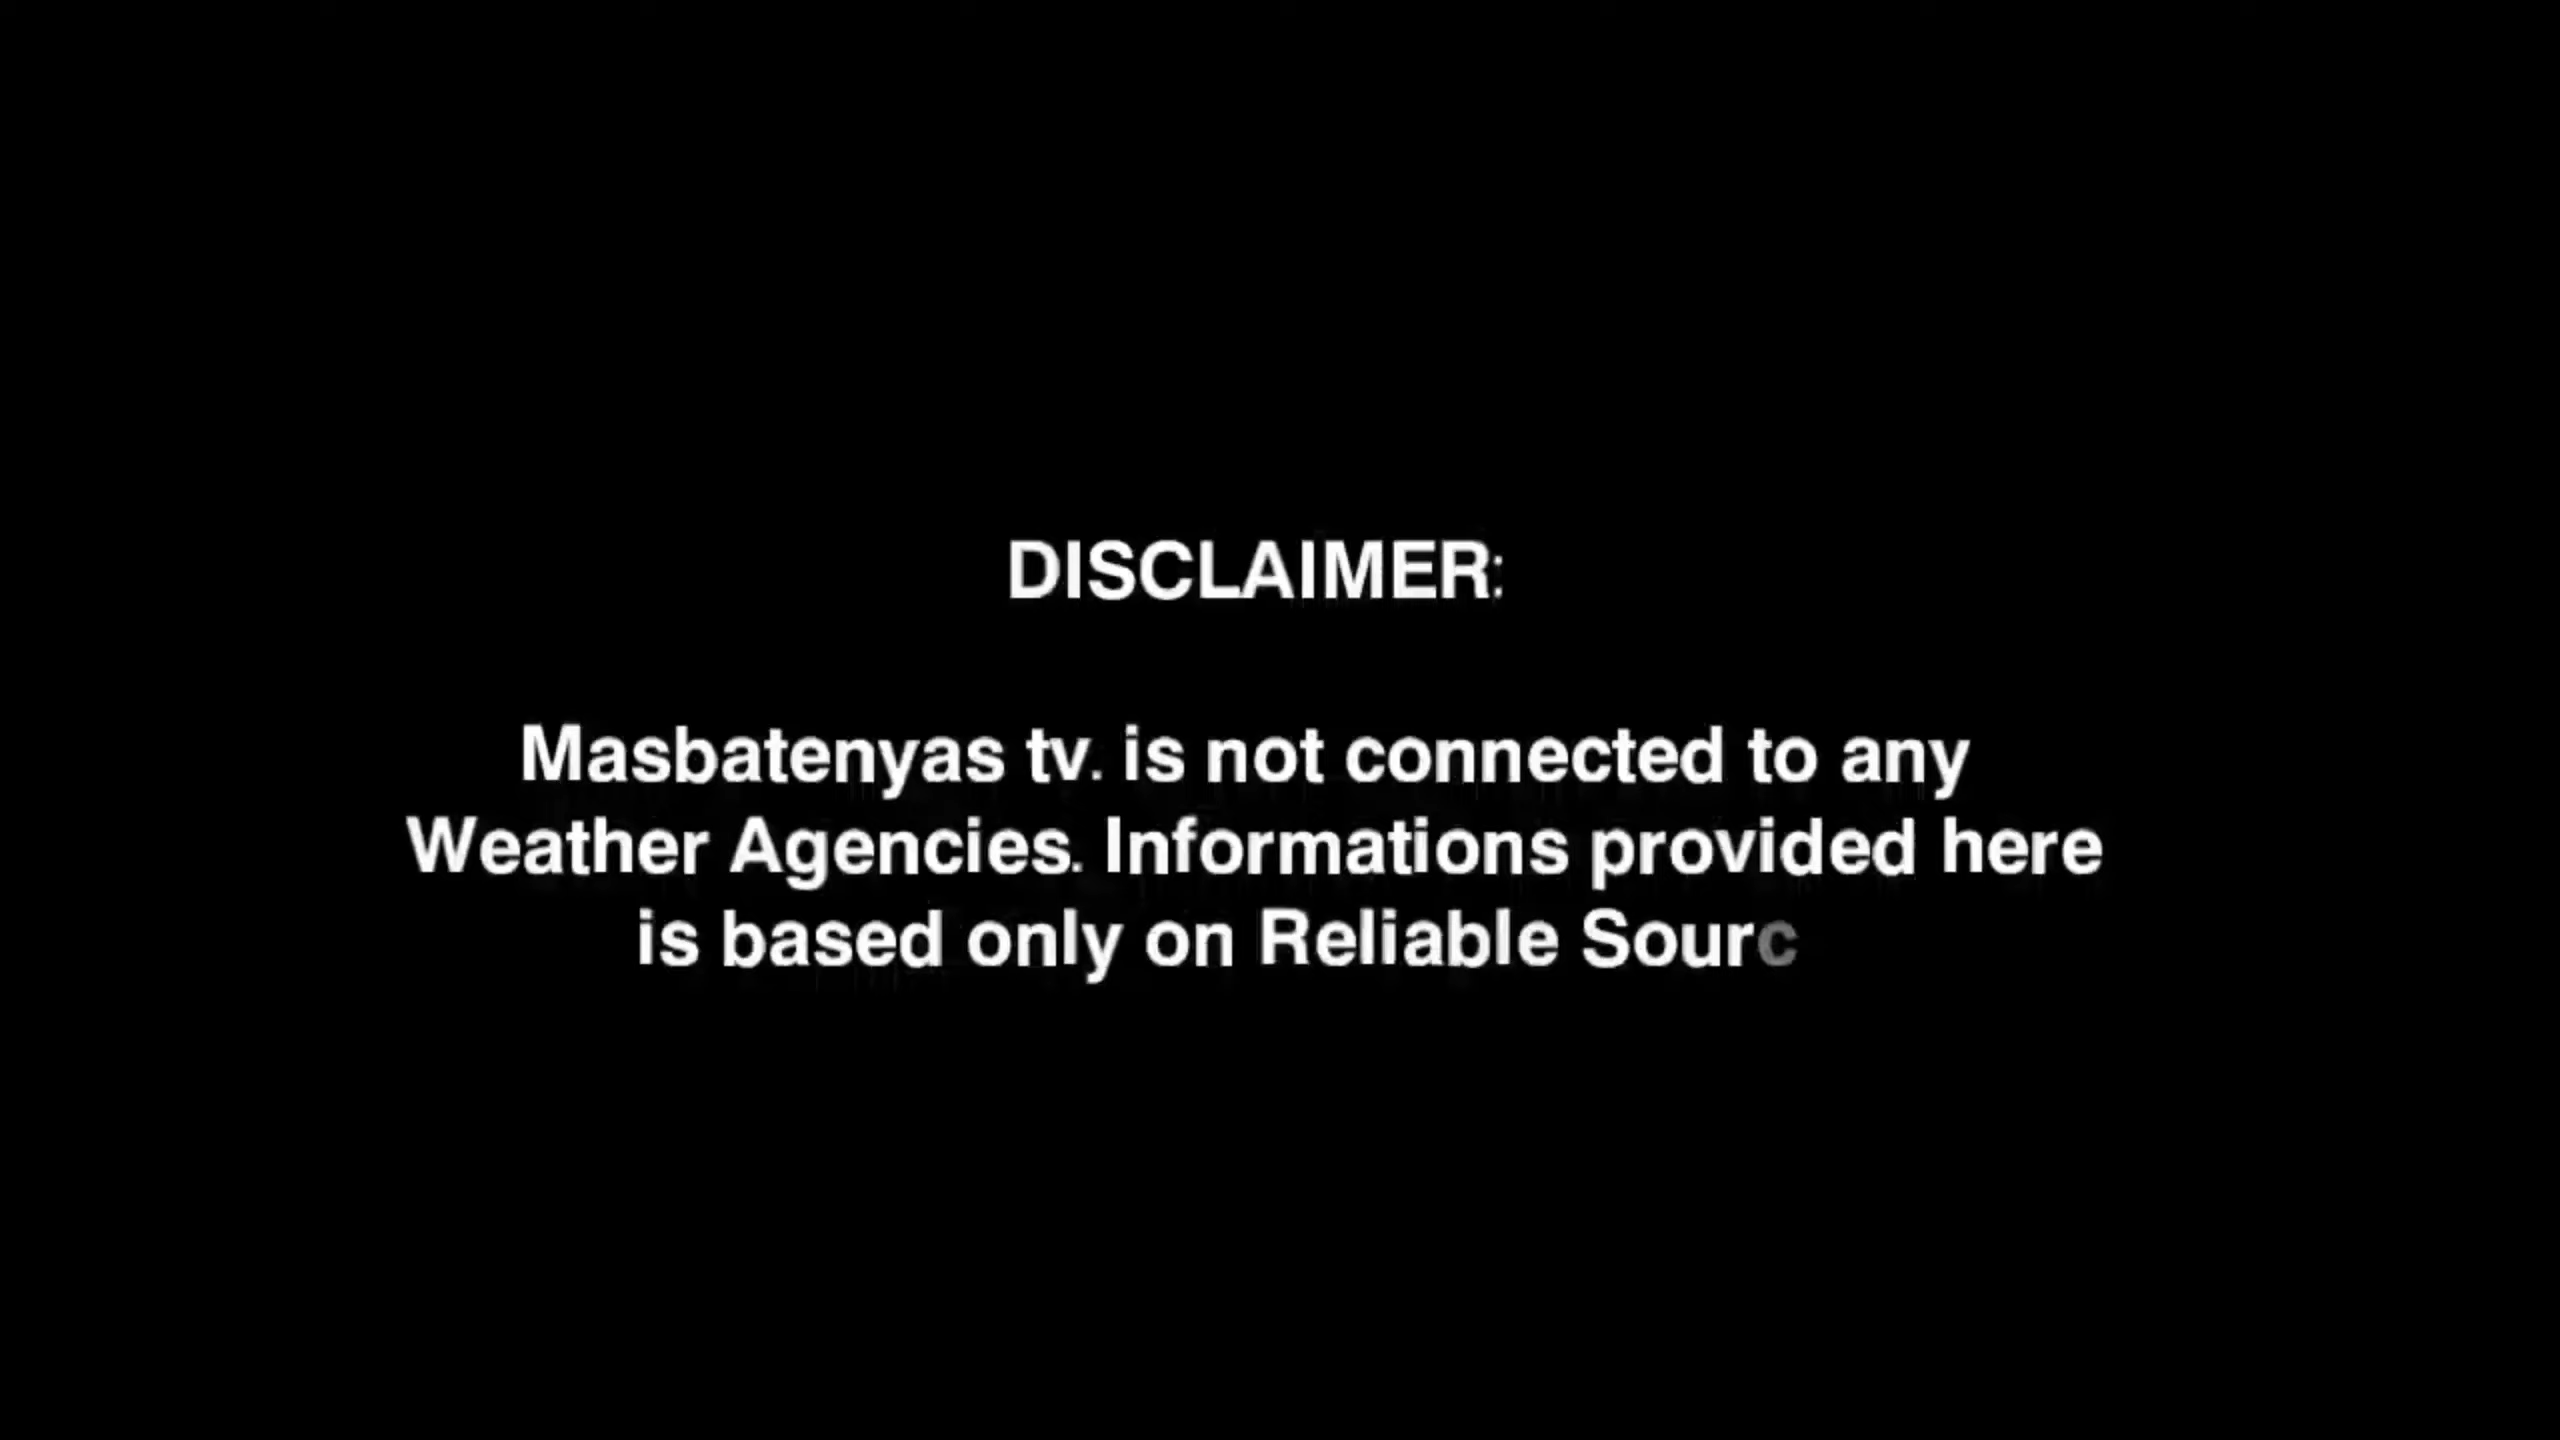 DISCLAIMER:
Masbatenyas tv. is not connected to any
Weather Agencies. Informations provided here
is based only on Reliable Sourc